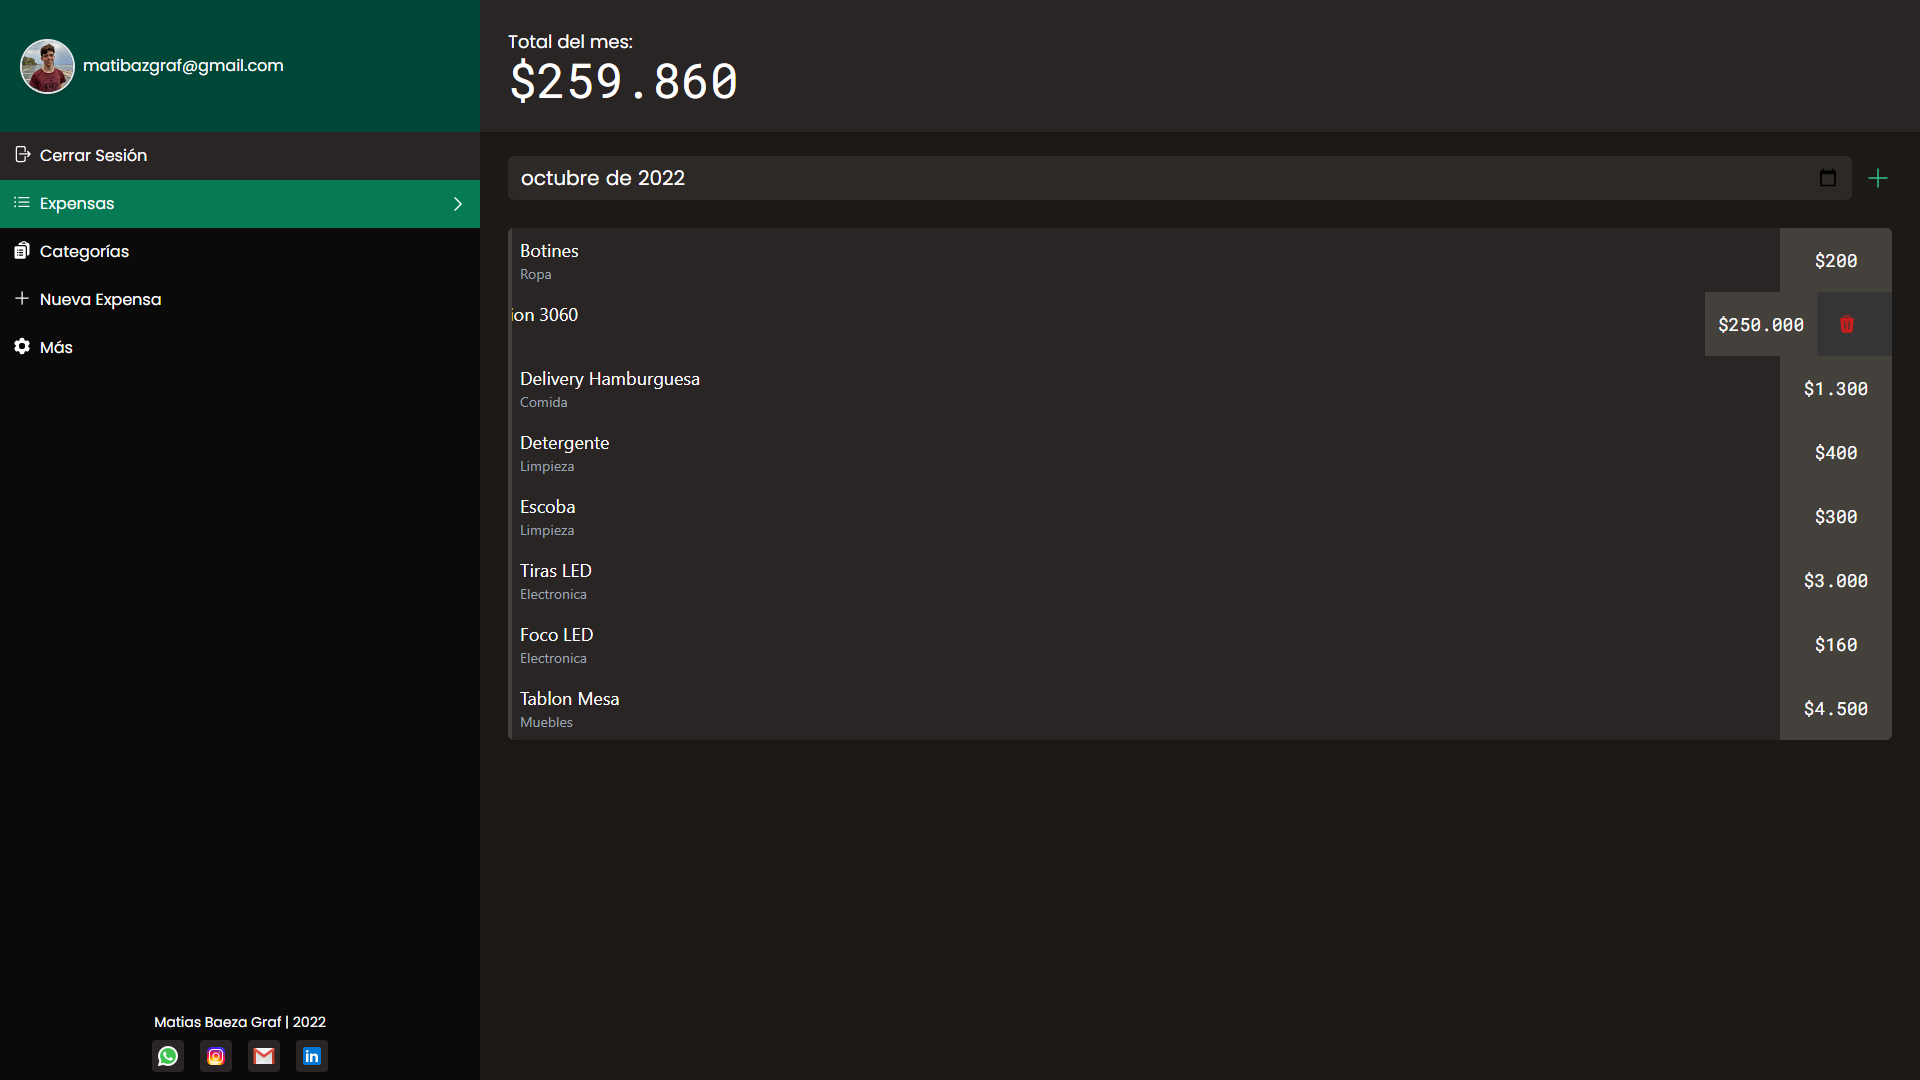 matibazgraf@gmail.com
Cerrar Sesión
Expensas
Categorías
Nueva Expensa
Más
Matias Baeza Graf | 2022
in
Total del mes:
$259.860
octubre de 2022
Botines
Ropa
$200
ion 3060
$250.000
Delivery Hamburguesa
Comida
$1.300
Detergente
Limpieza
$400
Escoba
Limpieza
$300
Tiras LED
Electronica
$3.000
Foco LED
Electronica
$160
Tablon Mesa
Muebles
$4.500